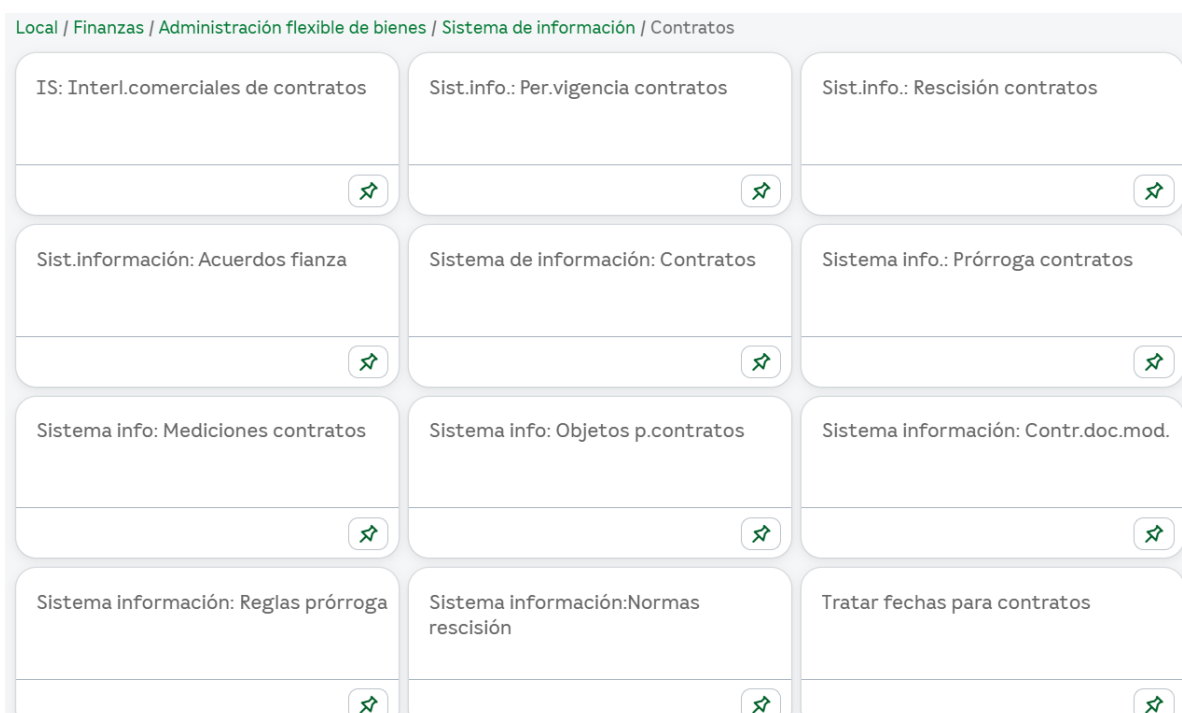 Local / Finanzas / Administración flexible de bienes / Sistema de información / Contratos
IS: Interl.comerciales de contratos
Sist.info.: Per.vigencia contratos
Sist.info.: Rescisión contratos
Sist.información: Acuerdos fianza
Sistema de información: Contratos
Sistema info.: Prórroga contratos
Sistema info: Mediciones contratos
Sistema info: Objetos p.contratos
Sistema información: Contr.doc.mod.
Sistema información: Reglas prórroga
Sistema información:Normas
rescisión
Tratar fechas para contratos